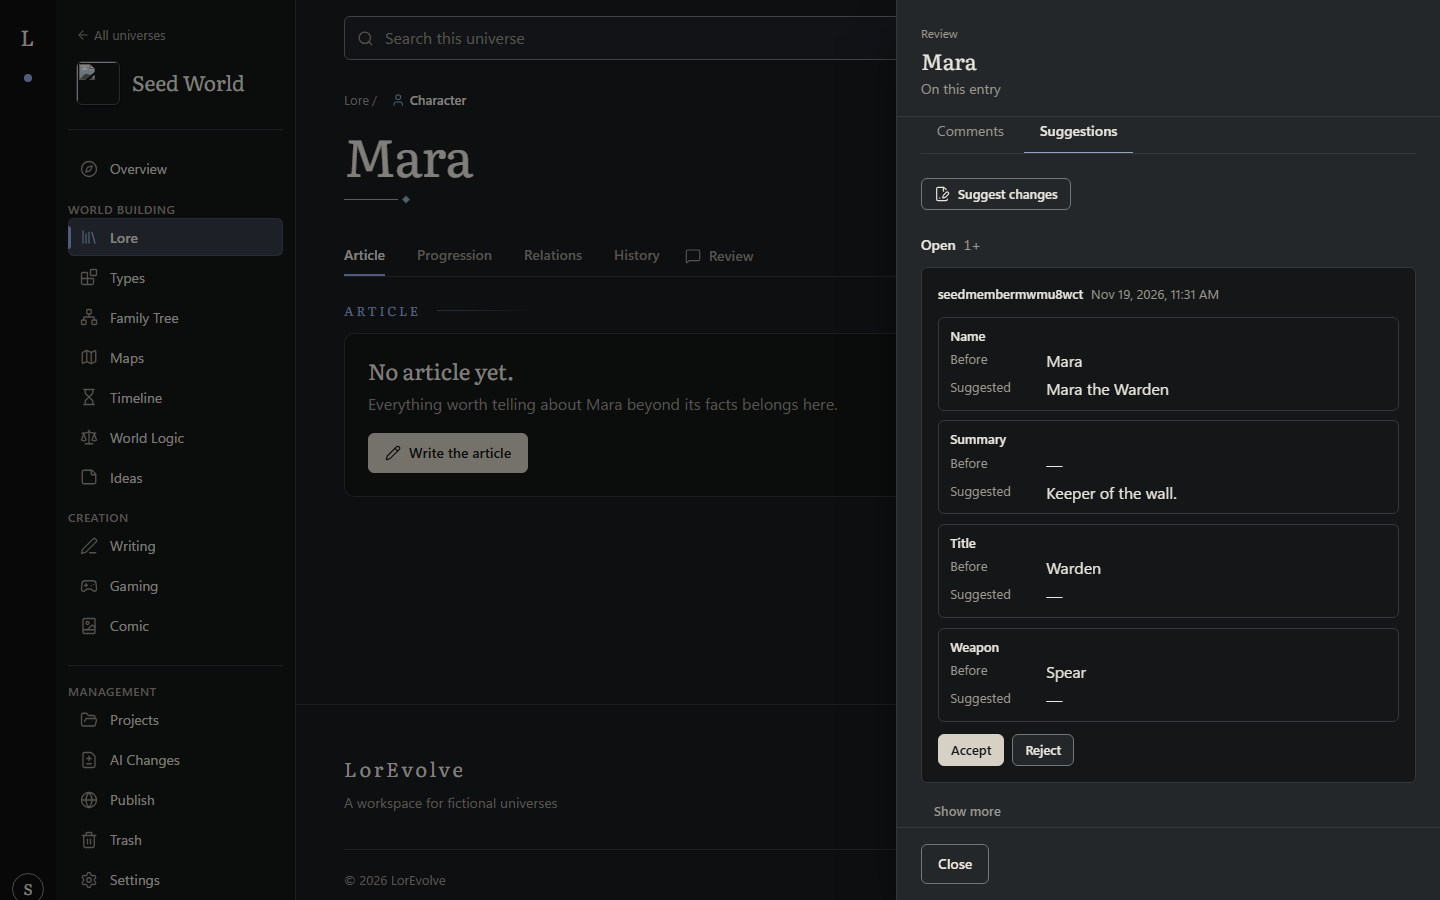 L
All universes
Seed World
Overview
WORLD BUILDING
Lore
Types
Family Tree
Maps
Timeline
World Logic
Ideas
CREATION
Writing
Gaming
Comic
MANAGEMENT
Projects
AI Changes
Publish
Trash
Settings
S
Search this universe
Lore / Character
Mara
Article Progression Relations History Review
ARTICLE
No article yet.
Everything worth telling about Mara beyond its facts belongs here.
Write the article
LorEvolve
A workspace for fictional universes
© 2026 LorEvolve
Review
Mara
On this entry
Comments Suggestions
Suggest changes
Open 1+
seedmembermwmu8wct Nov 19, 2026, 11:31 AM
Name
Before Mara
Suggested Mara the Warden
Summary
Before —
Suggested Keeper of the wall.
Title
Before Warden
Suggested —
Weapon
Before Spear
Suggested —
Accept Reject
Show more
Close